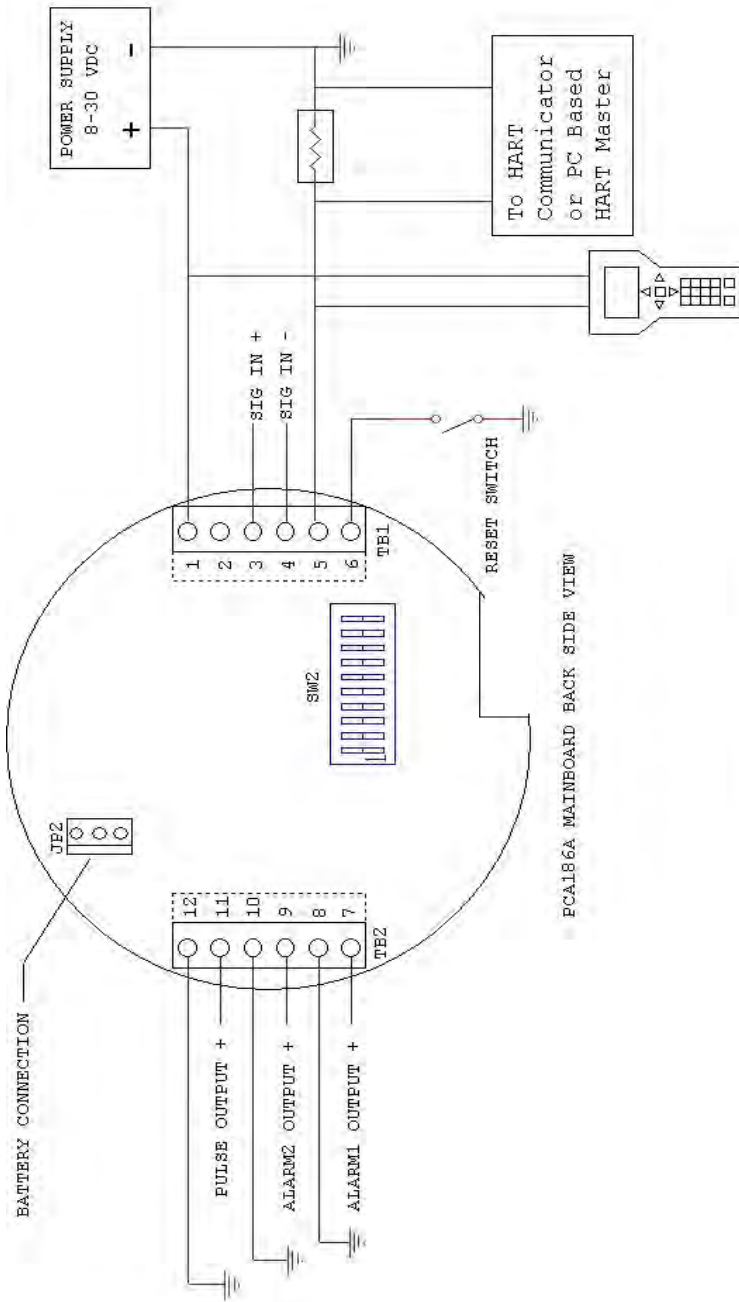 BATTERY CONNECTION
JP2
12
11
10
9
8
7
TB2
PULSE OUTPUT +
ALARM2 OUTPUT +
ALARM1 OUTPUT +
SW2
1
1
2
3
4
5
6
TB1
SIG IN +
SIG IN -
RESET SWITCH
POWER SUPPLY
8-30 VDC
+ -
To HART
Communicator
or PC Based
HART Master
PCA186A MAINBOARD BACK SIDE VIEW